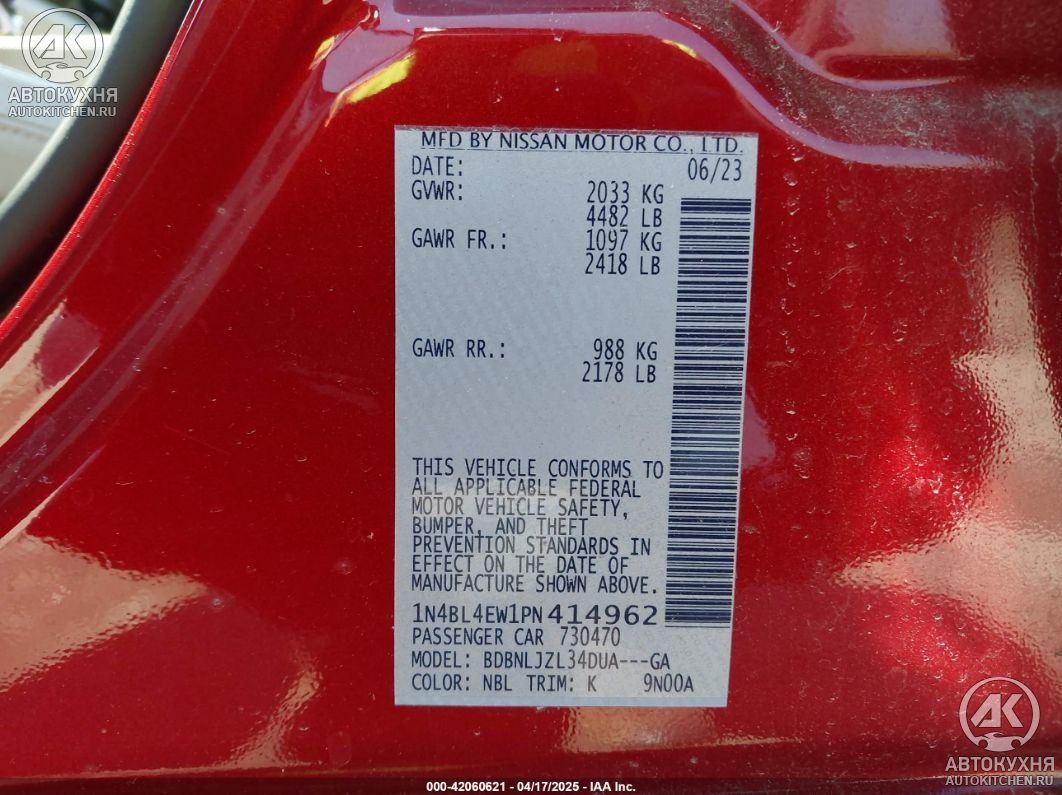 AK
АВТОКУХНЯ
AUTOKITCHEN.RU
MFD BY NISSAN MOTOR CO., LTD.
DATE: 06/23
GVWR: 2033 KG
4482 LB
GAWR FR.: 1097 KG
2418 LB
GAWR RR.: 988 KG
2178 LB
THIS VEHICLE CONFORMS TO
ALL APPLICABLE FEDERAL
MOTOR VEHICLE SAFETY,
BUMPER, AND THEFT
PREVENTION STANDARDS IN
EFFECT ON THE DATE OF
MANUFACTURE SHOWN ABOVE.
1N4BL4EW1PN414962
PASSENGER CAR 730470
MODEL: BDBNLJZL34DUA---GA
COLOR: NBL TRIM: K 9N00A
AK
АВТОКУХНЯ
AUTOKITCHEN.RU
000-42060621 - 04/17/2025 - IAA Inc.